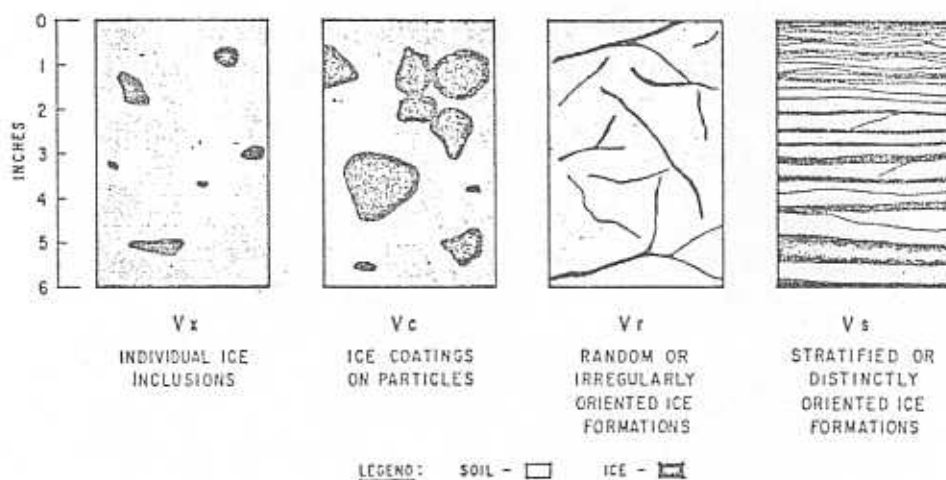 0
1
2
3
4
5
6
INCHES
Vx
INDIVIDUAL ICE
INCLUSIONS
Vc
ICE COATINGS
ON PARTICLES
Vr
RANDOM OR
IRREGULARLY
ORIENTED ICE
FORMATIONS
Vs
STRATIFIED OR
DISTINCTLY
ORIENTED ICE
FORMATIONS
LEGEND: SOIL - ICE -